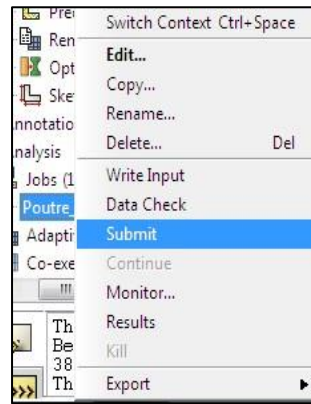 Switch Context Ctrl+Space
Ren
Edit...
Opt
Copy...
Ske
Rename...
nnotatio
Delete... Del
nalysis
Jobs (1
Write Input
Poutre_
Data Check
Adapti
Submit
Co-exe
Continue
Monitor...
Th
Results
Be
38
Kill
Th
Export